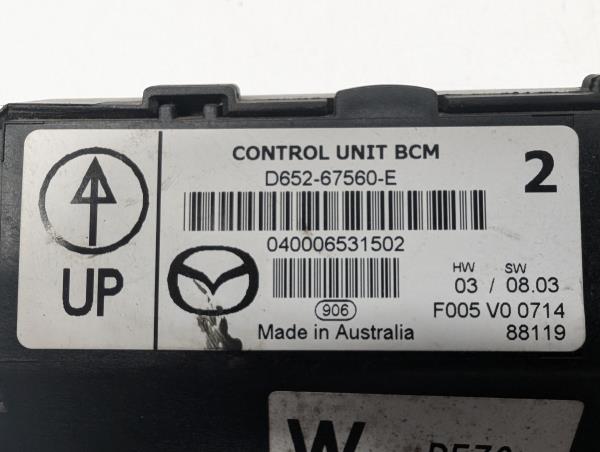 CONTROL UNIT BCM
2
D652-67560-E
UP
040006531502
HW SW
03 / 08.03
906
F005 V0 0714
Made in Australia
88119
W